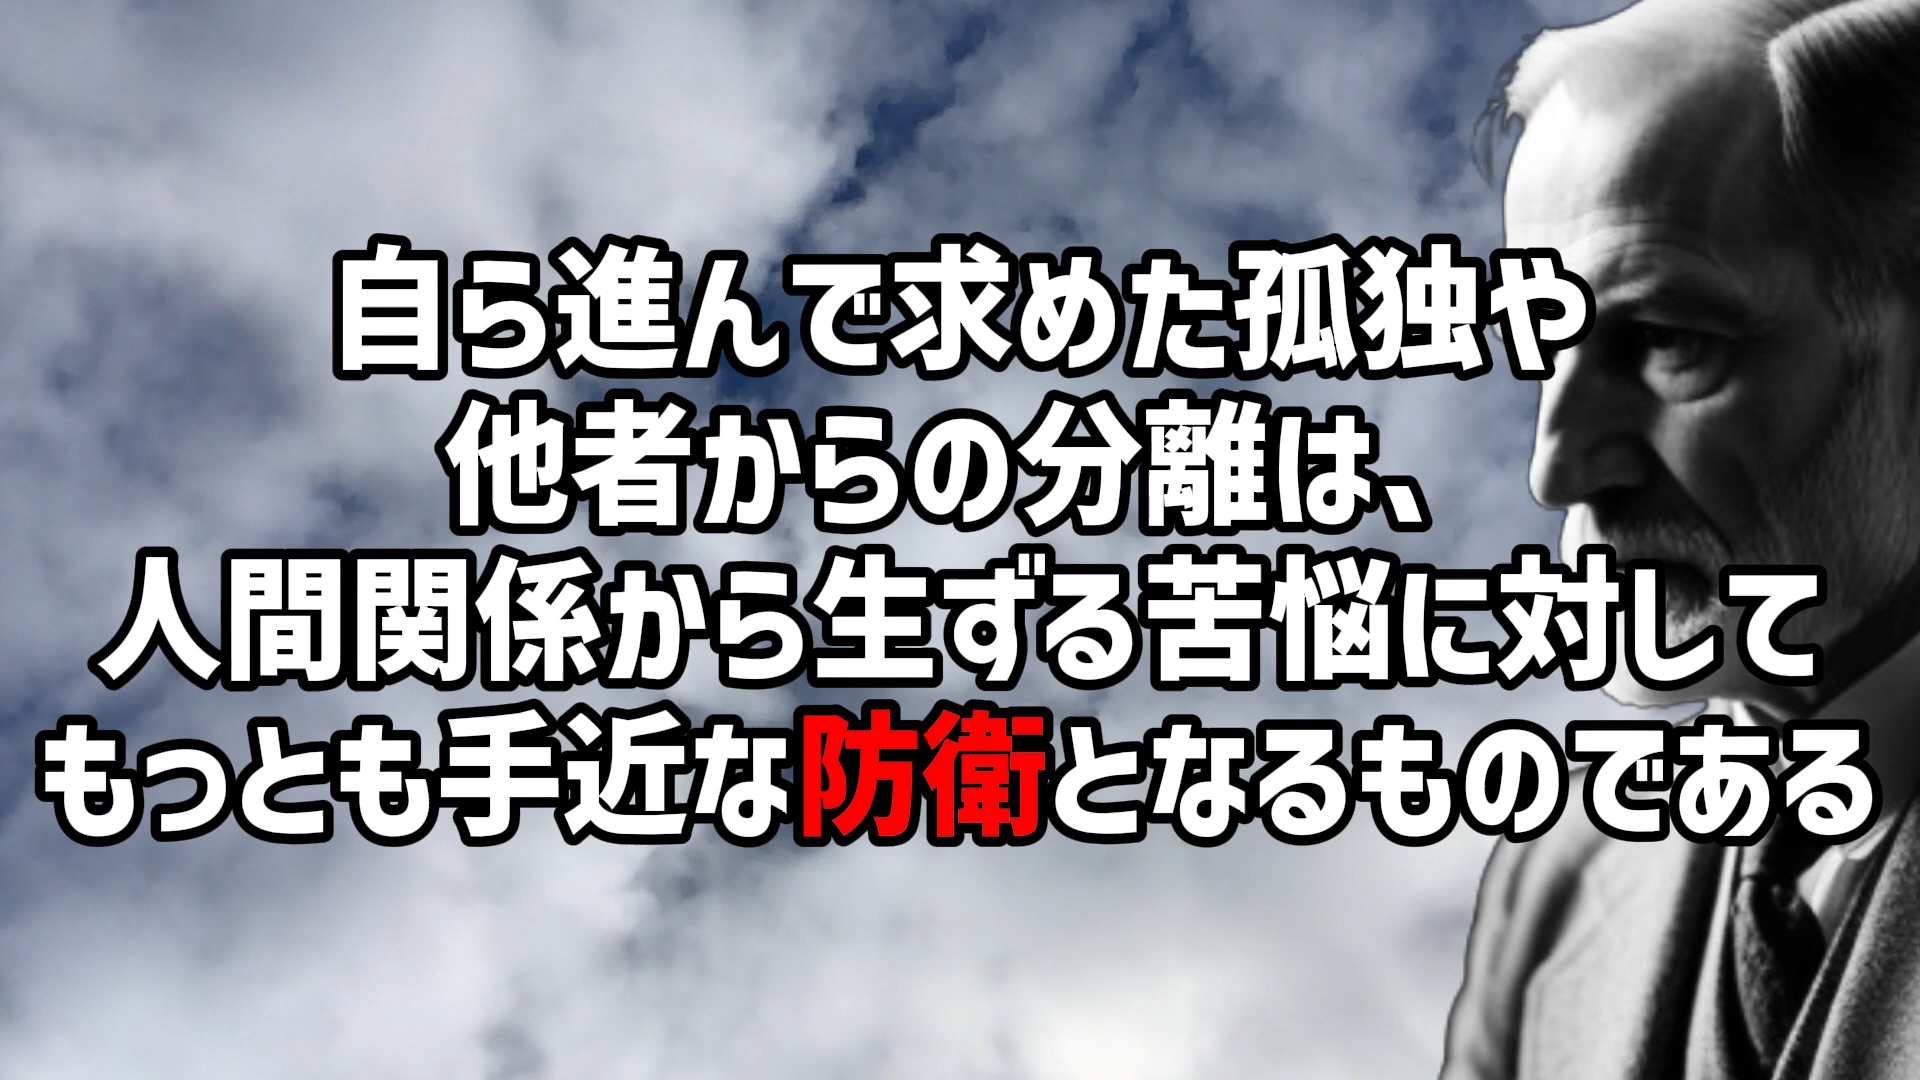 自ら進んで求めた孤独や
他者からの分離は、
人間関係から生ずる苦悩に対して
もっとも手近な防衛となるものである